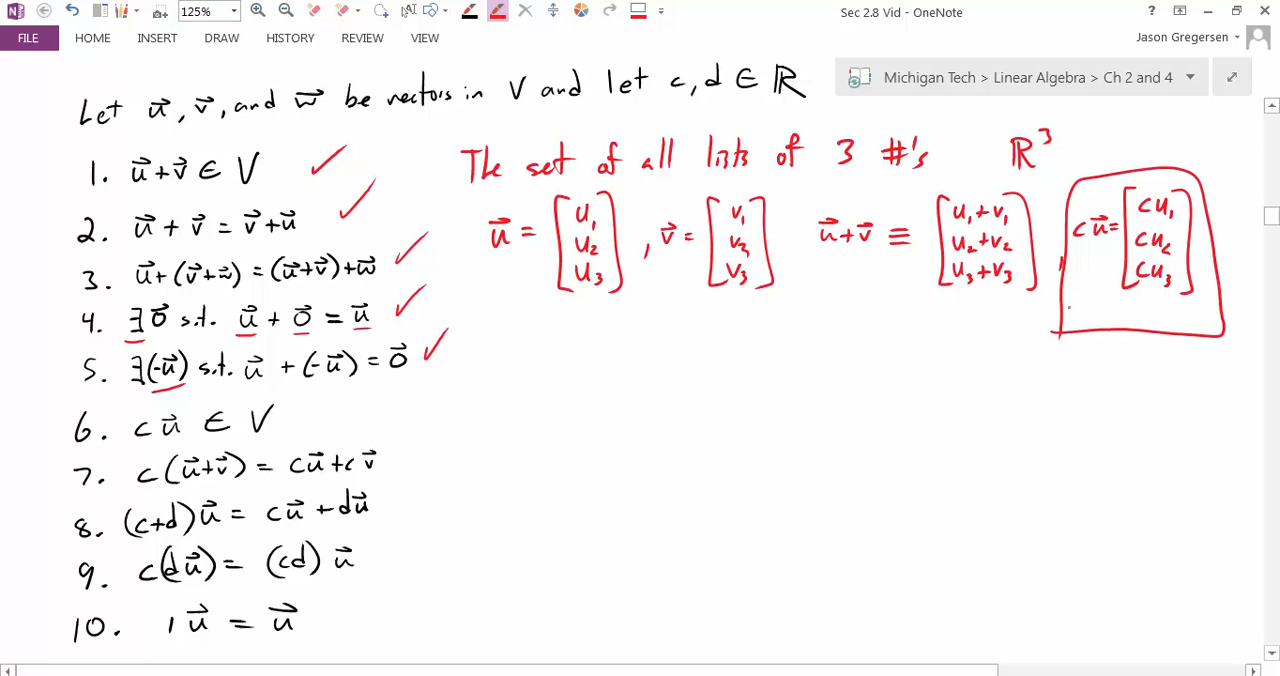 125%
Sec 2.8 Vid - OneNote
FILE HOME INSERT DRAW HISTORY REVIEW VIEW
Jason Gregersen
Michigan Tech > Linear Algebra > Ch 2 and 4
Let u⃗, v⃗, and w⃗ be vectors in V and let c, d ∈ ℝ
1. u⃗+v⃗ ∈ V ✓
2. u⃗ + v⃗ = v⃗+u⃗ ✓
3. u⃗+(v⃗+w⃗) = (u⃗+v⃗)+w⃗ ✓
4. ∃ 0⃗ s.t. u⃗ + 0⃗ = u⃗ ✓
5. ∃(-u⃗) s.t. u⃗ + (-u⃗) = 0⃗ ✓
6. c u⃗ ∈ V
7. c(u⃗+v⃗) = cu⃗+c v⃗
8. (c+d)u⃗ = cu⃗ + du⃗
9. c(du⃗) = (cd) u⃗
10. 1 u⃗ = u⃗
The set of all lists of 3 #'s ℝ³
u⃗ = [u₁ u₂ u₃], v⃗ = [v₁ v₂ v₃] u⃗+v⃗ ≡ [u₁+v₁ u₂+v₂ u₃+v₃] cu⃗ = [cu₁ cu₂ cu₃]